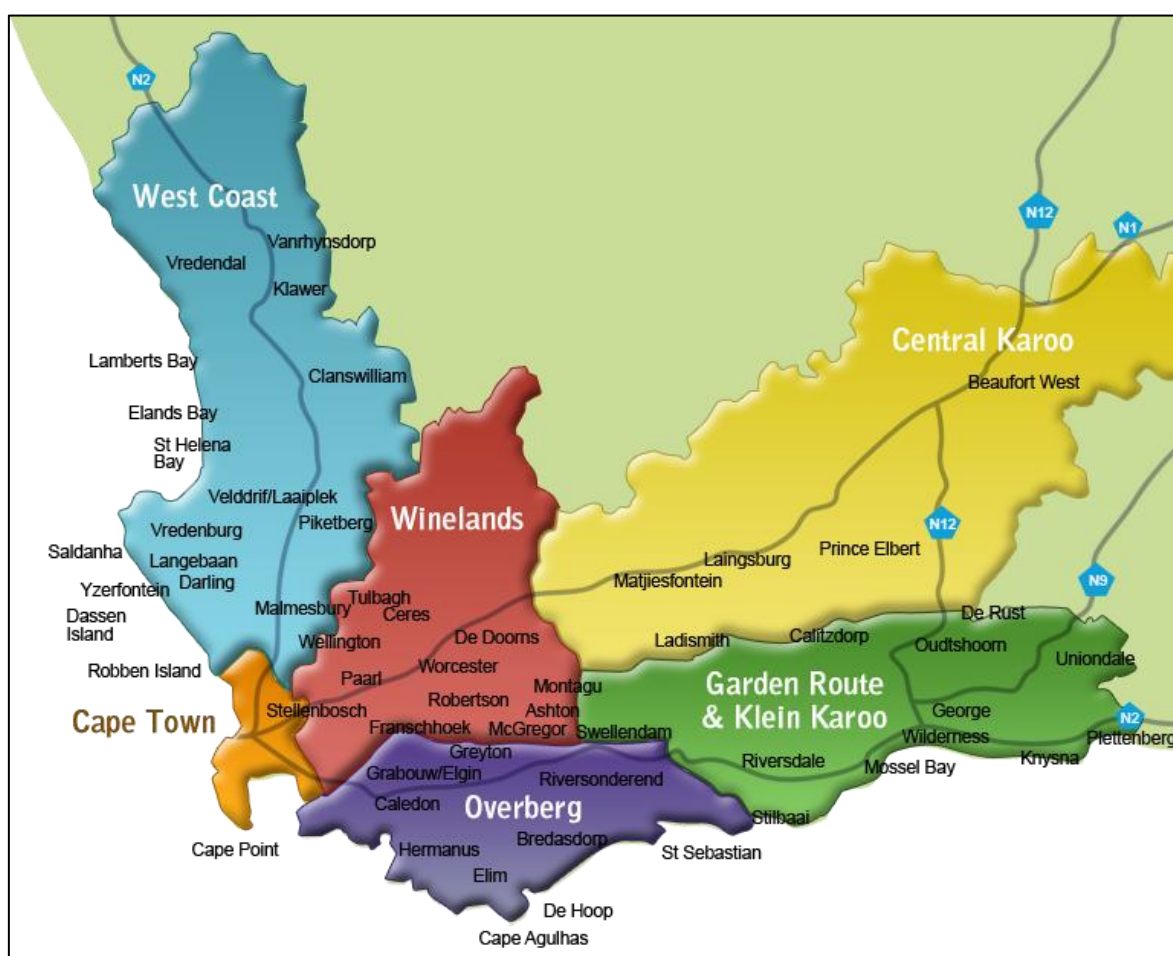 N2
West Coast
N12
N1
Vanrhynsdorp
Vredendal
Klawer
Central Karoo
Lamberts Bay
Clanswilliam
Beaufort West
Elands Bay
St Helena
Bay
Velddrif/Laaiplek
Winelands
Piketberg
N12
Vredenburg
Saldanha
Prince Elbert
Langebaan
Laingsburg
Darling
Matjiesfontein
N9
Yzerfontein
Tulbagh
Dassen
Island
Malmesbury
Ceres
De Rust
Wellington
De Doorns
Ladismith
Calitzdorp
Oudtshoorn
Robben Island
Worcester
Uniondale
Paarl
Montagu
Garden Route
& Klein Karoo
Robertson
Cape Town
Stellenbosch
Ashton
George
N2
Franschhoek
McGregor
Swellendam
Wilderness
Plettenberg
Greyton
Riversdale
Mossel Bay
Knysna
Grabouw/Elgin
Riversonderend
Caledon
Overberg
Stilbaai
Cape Point
Hermanus
Bredasdorp
St Sebastian
Elim
De Hoop
Cape Agulhas